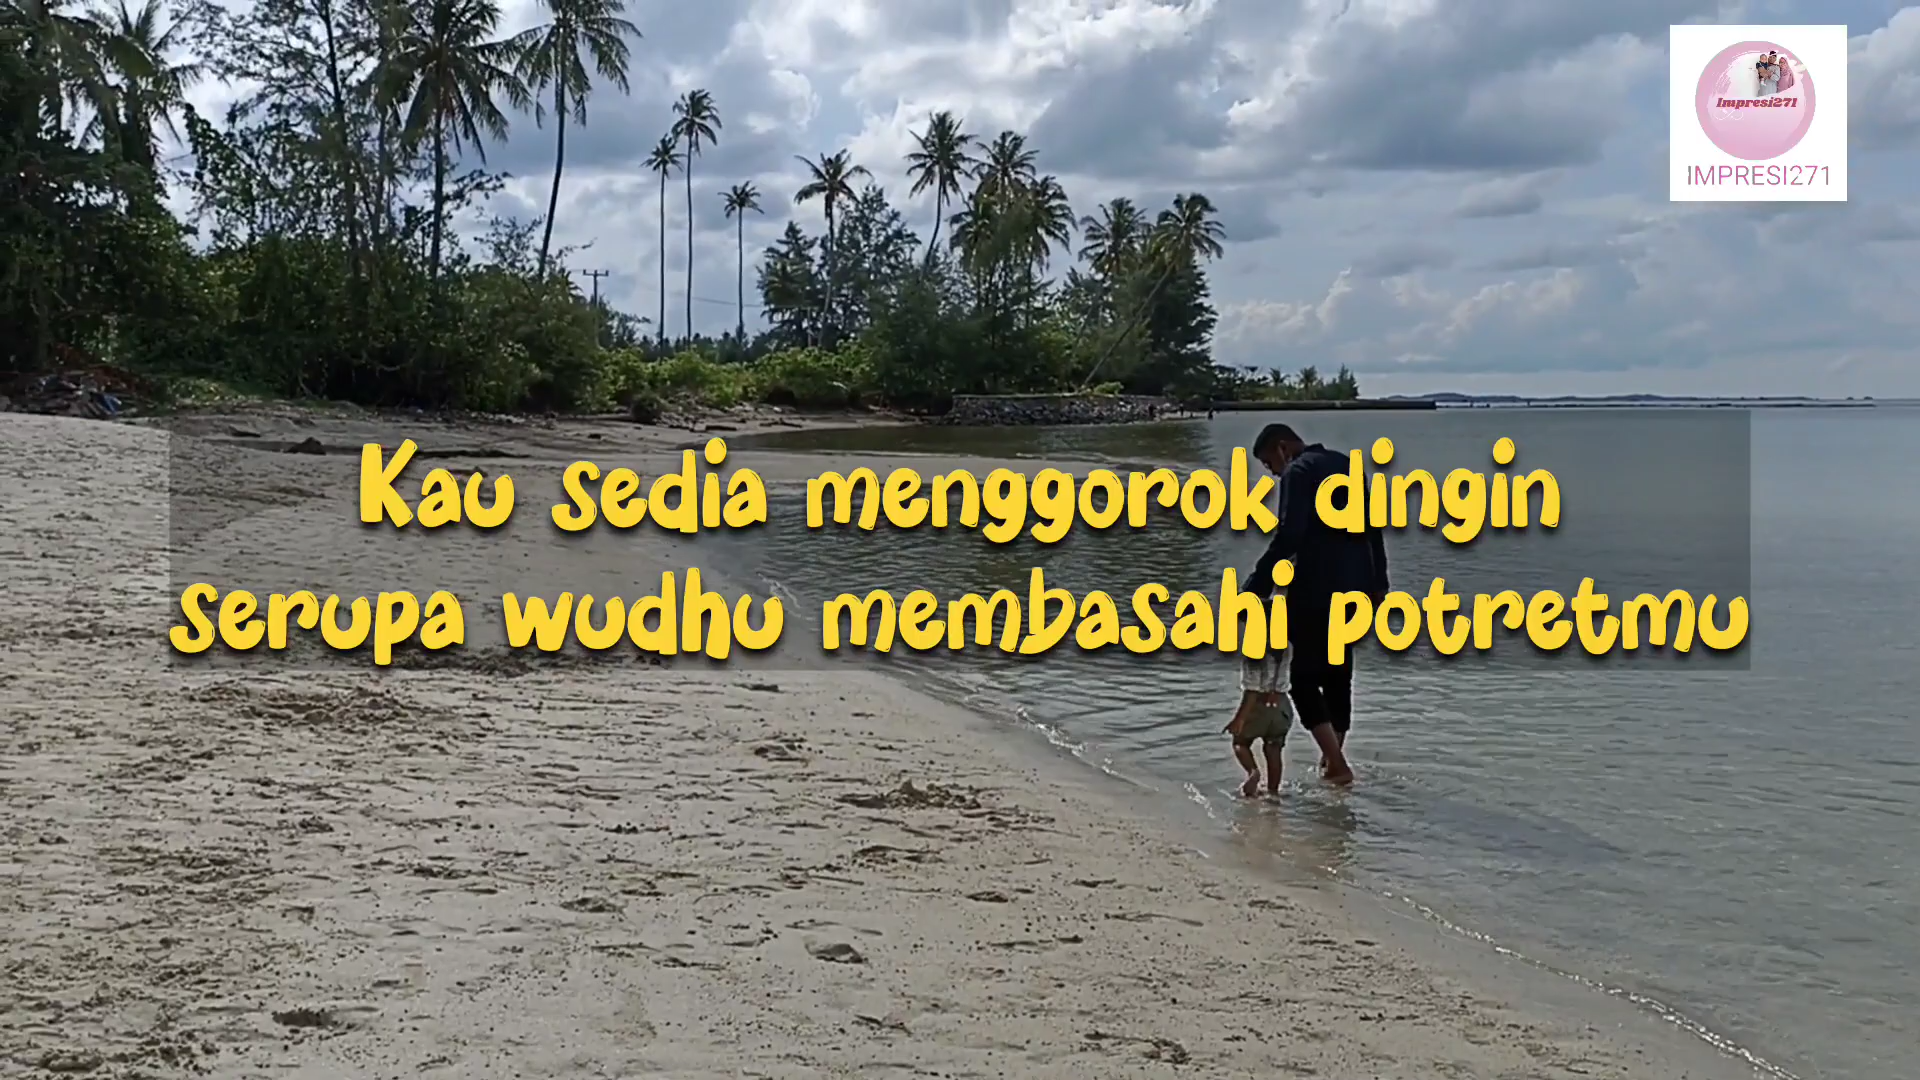 Impresi271
IMPRESI271
Kau sedia menggorok dingin
serupa wudhu membasahi potretmu